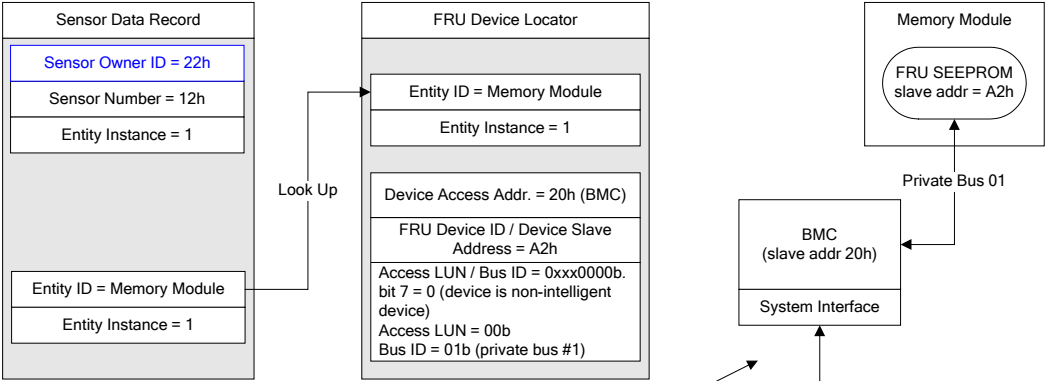 Sensor Data Record
Sensor Owner ID = 22h
Sensor Number = 12h
Entity Instance = 1
Entity ID = Memory Module
Entity Instance = 1
Look Up
FRU Device Locator
Entity ID = Memory Module
Entity Instance = 1
Device Access Addr. = 20h (BMC)
FRU Device ID / Device Slave
Address = A2h
Access LUN / Bus ID = 0xxx0000b.
bit 7 = 0 (device is non-intelligent
device)
Access LUN = 00b
Bus ID = 01b (private bus #1)
Memory Module
FRU SEEPROM
slave addr = A2h
Private Bus 01
BMC
(slave addr 20h)
System Interface